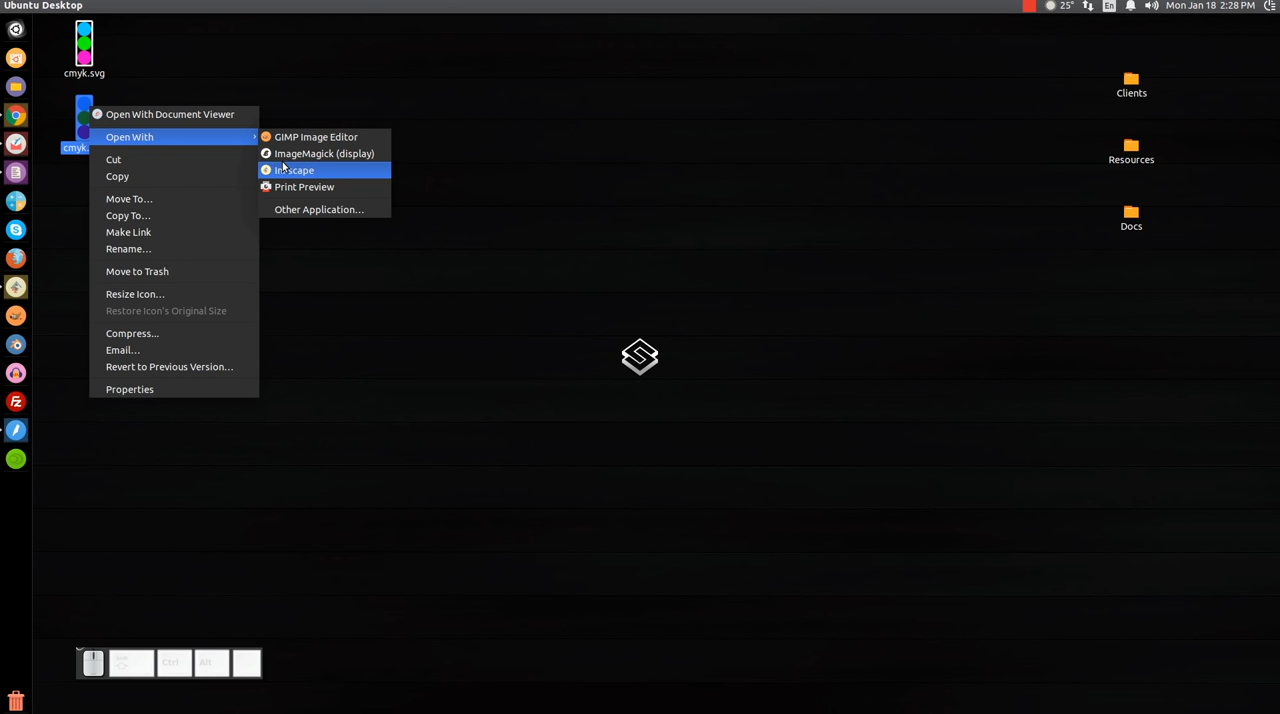 Ubuntu Desktop
25° En Mon Jan 18 2:28 PM
cmyk.svg
cmyk.
Open With Document Viewer
Open With
Cut
Copy
Move To…
Copy To…
Make Link
Rename…
Move to Trash
Resize Icon…
Restore Icon's Original Size
Compress…
Email…
Revert to Previous Version…
Properties
GIMP Image Editor
ImageMagick (display)
Inkscape
Print Preview
Other Application…
Clients
Resources
Docs
Ctrl Alt